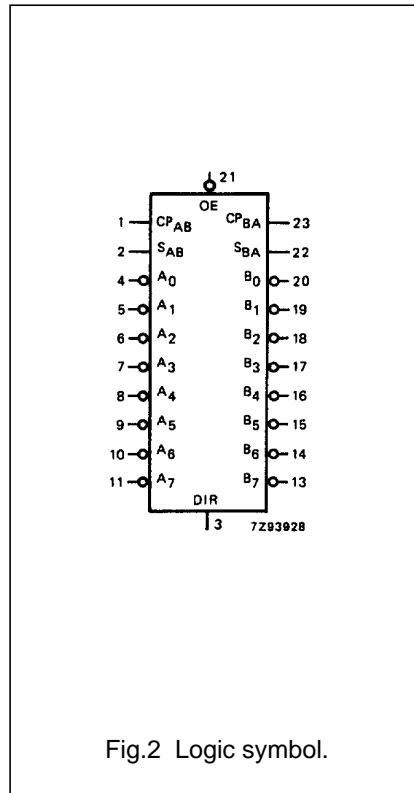 21
OE
1 CPAB CPBA 23
2 SAB SBA 22
4 A0 B0 20
5 A1 B1 19
6 A2 B2 18
7 A3 B3 17
8 A4 B4 16
9 A5 B5 15
10 A6 B6 14
11 A7 B7 13
DIR
3 7Z93928
Fig.2 Logic symbol.